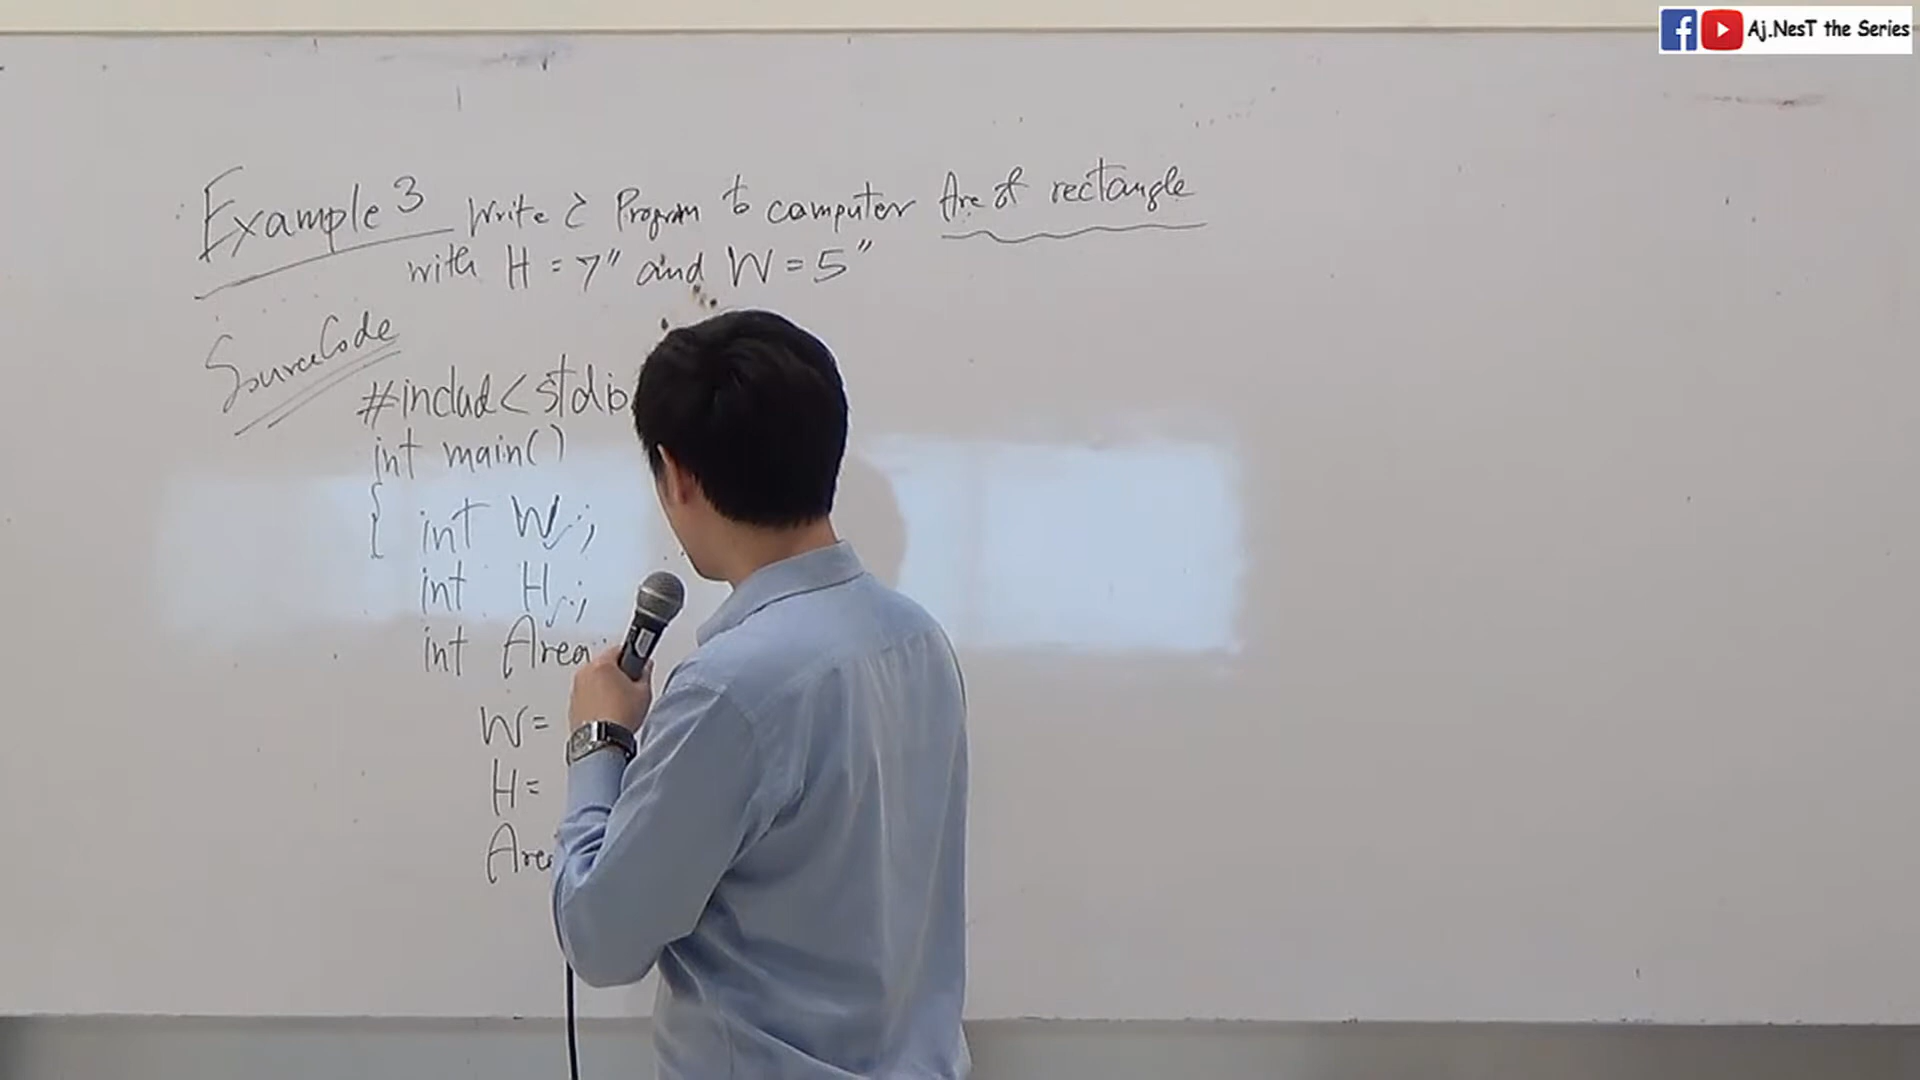 Aj.NesT the Series
Example 3 Write C Program to computer Are of rectangle
with H = 7" and W = 5"
SourceCode
#includ<stdio
int main()
{ int W;
int H;
int Area
W=
H=
Are